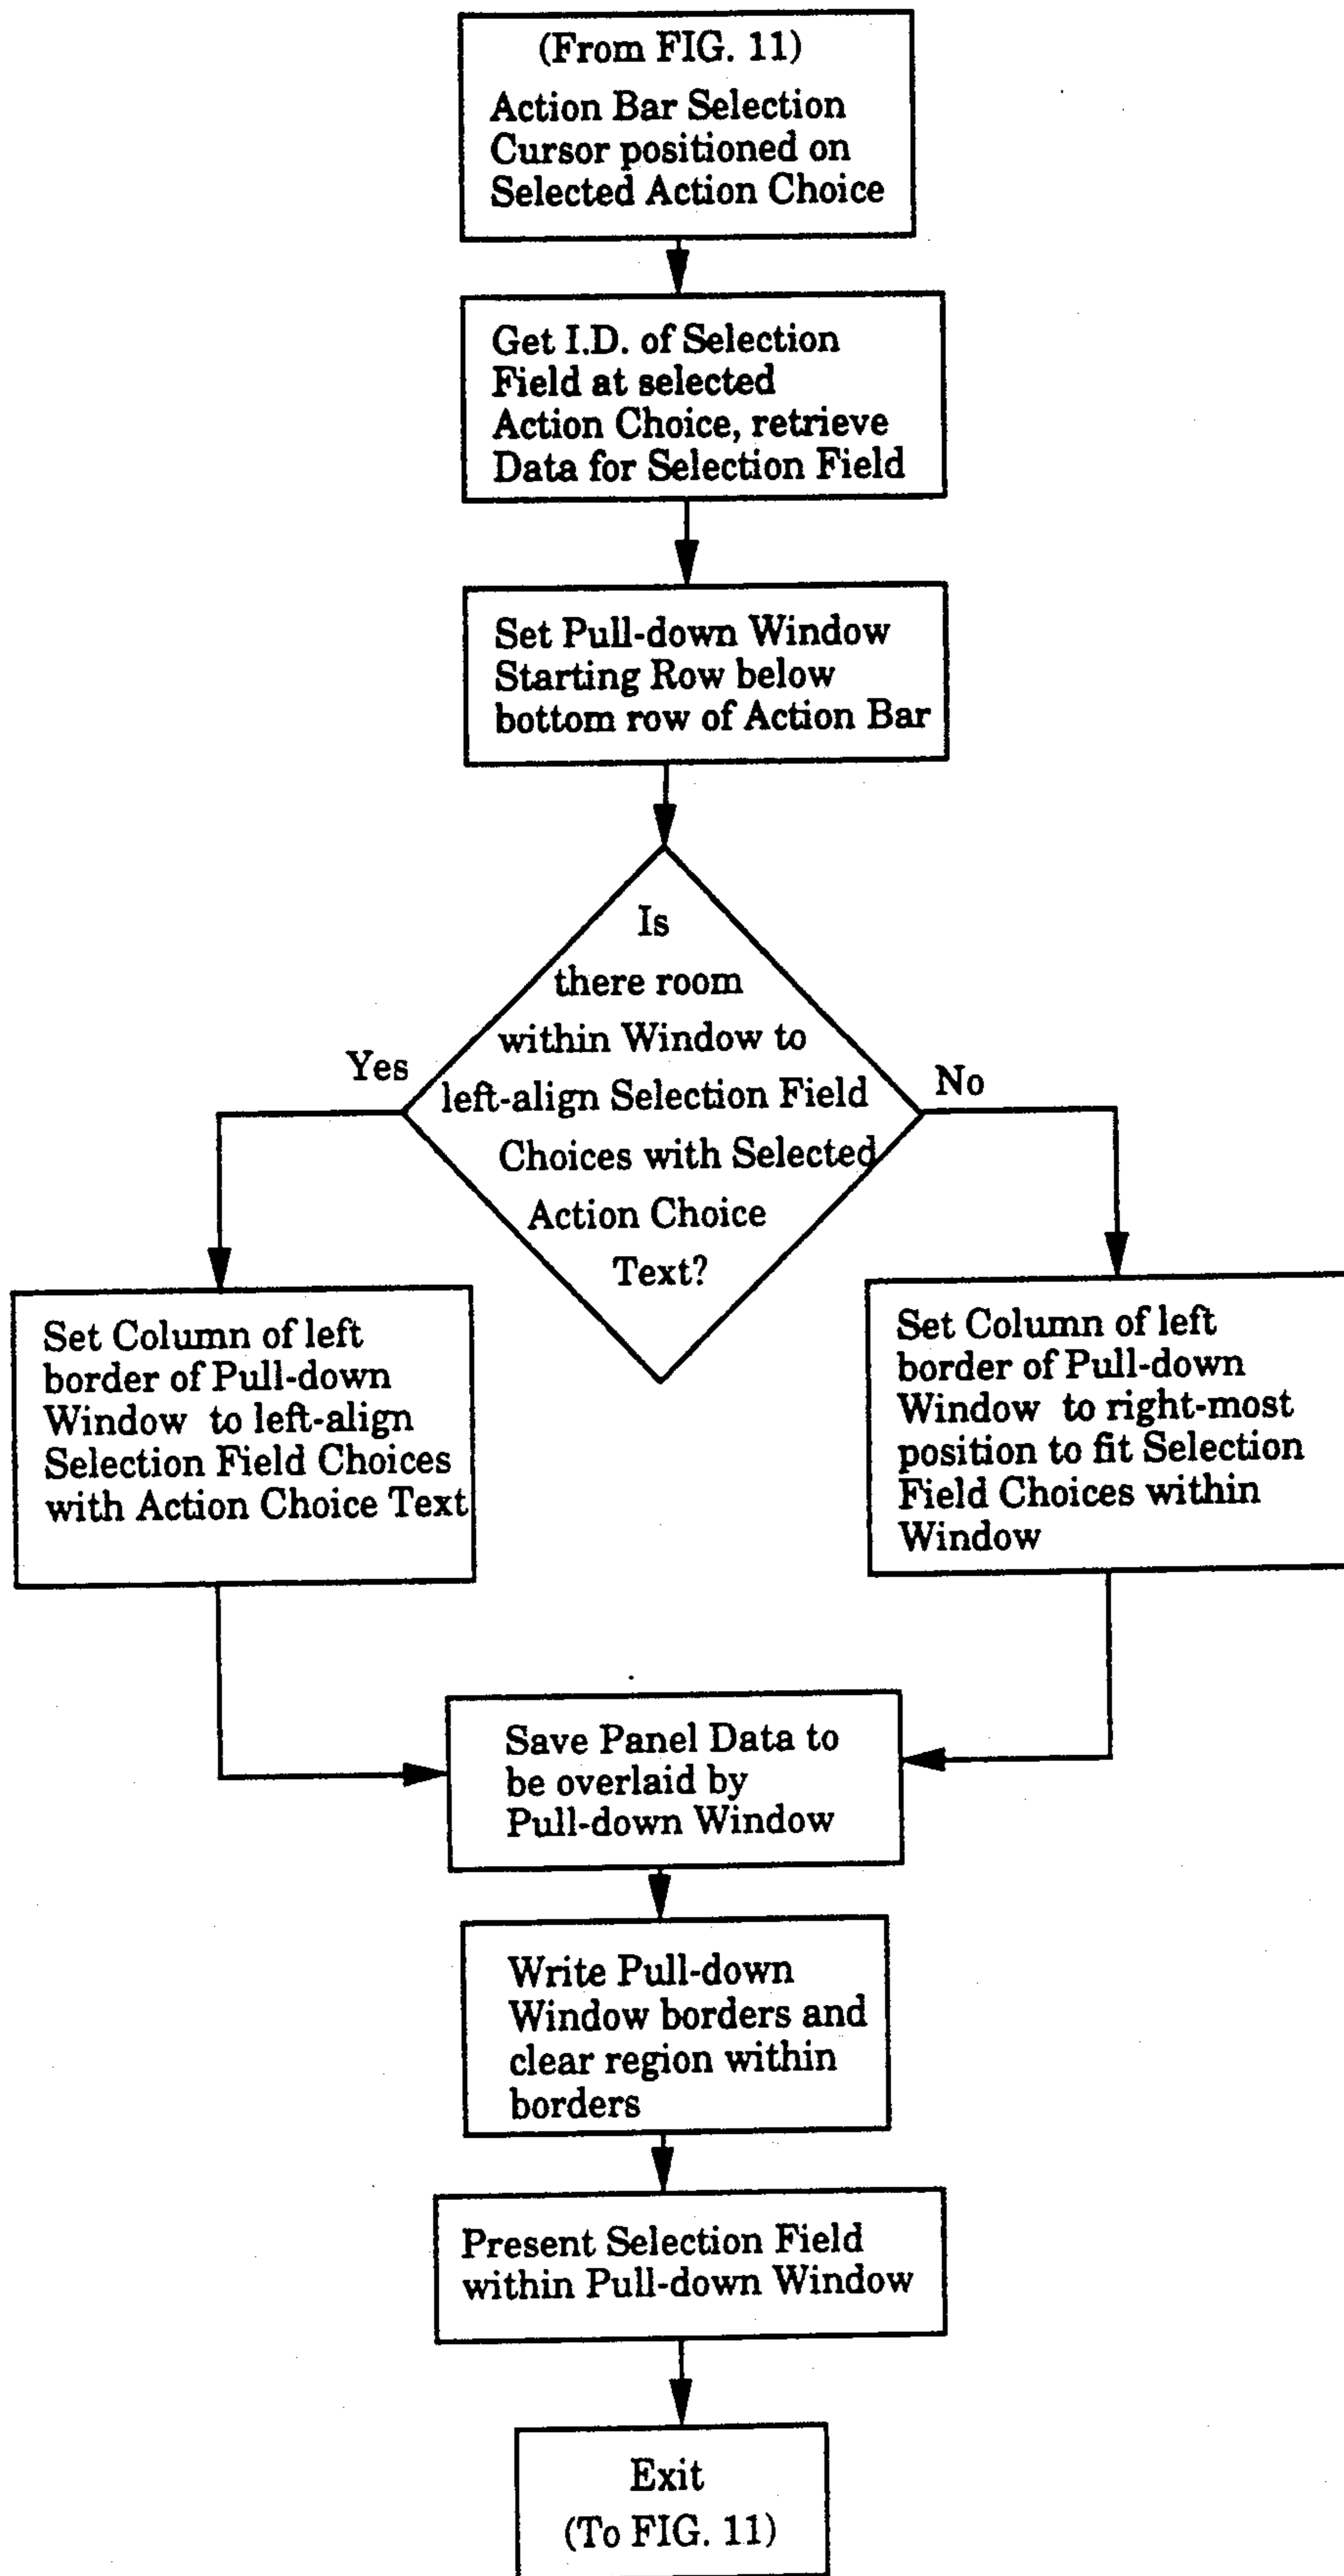 (From FIG. 11)
Action Bar Selection
Cursor positioned on
Selected Action Choice
Get I.D. of Selection
Field at selected
Action Choice, retrieve
Data for Selection Field
Set Pull-down Window
Starting Row below
bottom row of Action Bar
Is
there room
within Window to
left-align Selection Field
Choices with Selected
Action Choice
Text?
Yes
No
Set Column of left
border of Pull-down
Window to left-align
Selection Field Choices
with Action Choice Text
Set Column of left
border of Pull-down
Window to right-most
position to fit Selection
Field Choices within
Window
Save Panel Data to
be overlaid by
Pull-down Window
Write Pull-down
Window borders and
clear region within
borders
Present Selection Field
within Pull-down Window
Exit
(To FIG. 11)